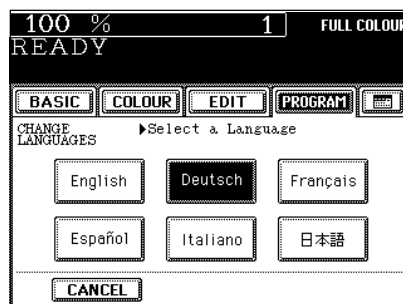 100 % 1 FULL COLOUR
READY
BASIC COLOUR EDIT PROGRAM
CHANGE LANGUAGES ▶Select a Language
English Deutsch Français
Español Italiano 日本語
CANCEL